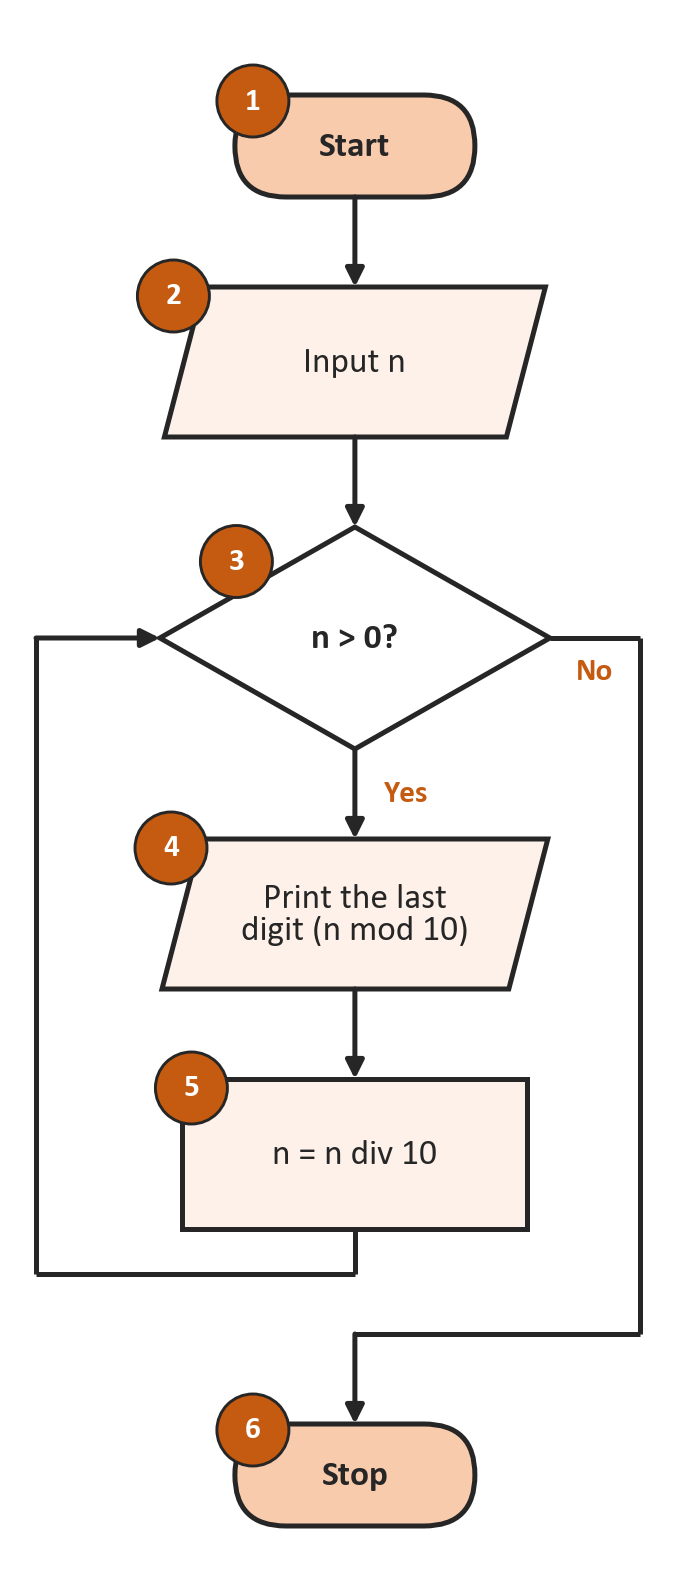 1
Start
2
Input n
3
n > 0?
No
Yes
4
Print the last
digit (n mod 10)
5
n = n div 10
6
Stop